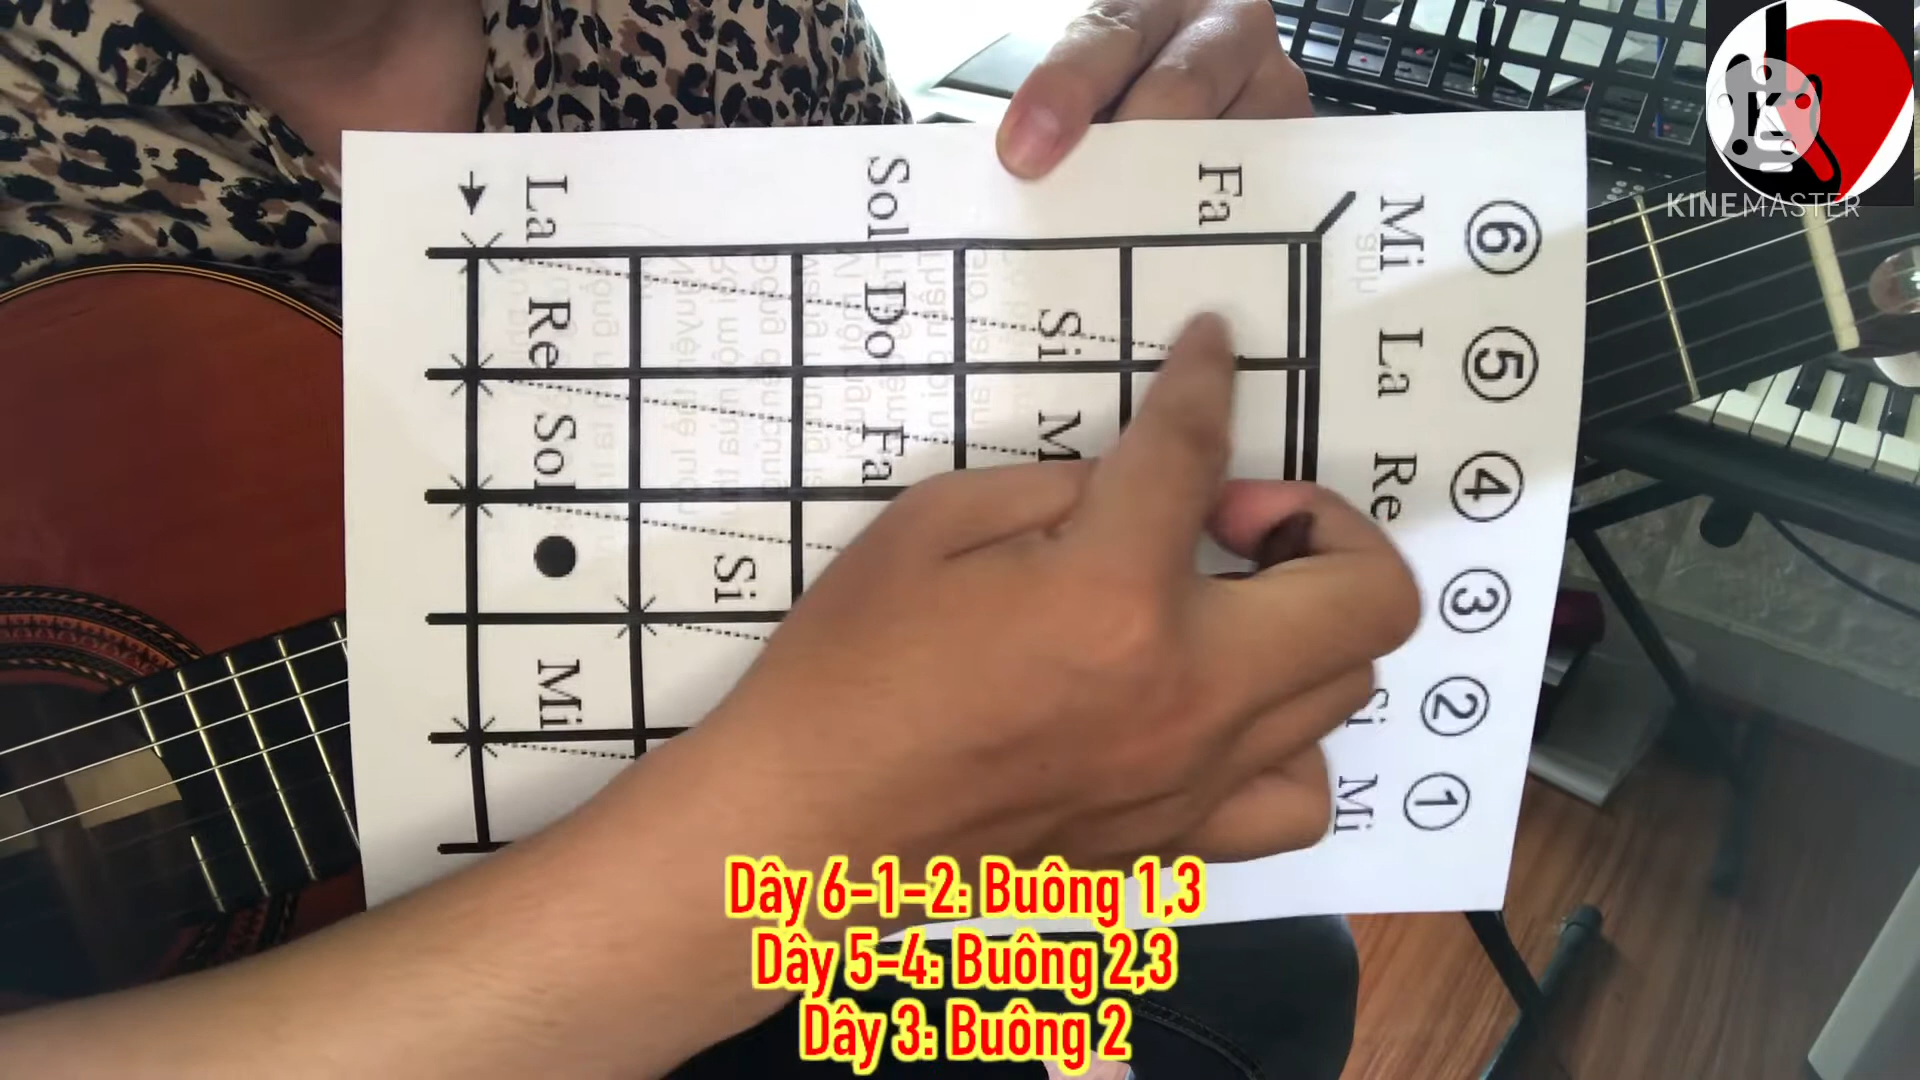 KINEMASTER
⑥ ⑤ ④ ③ ② ①
Mi La Re Si Mi
Fa
Si
Sol Do Fa
Si
La Re Sol Mi
Dây 6-1-2: Buông 1,3
Dây 5-4: Buông 2,3
Dây 3: Buông 2